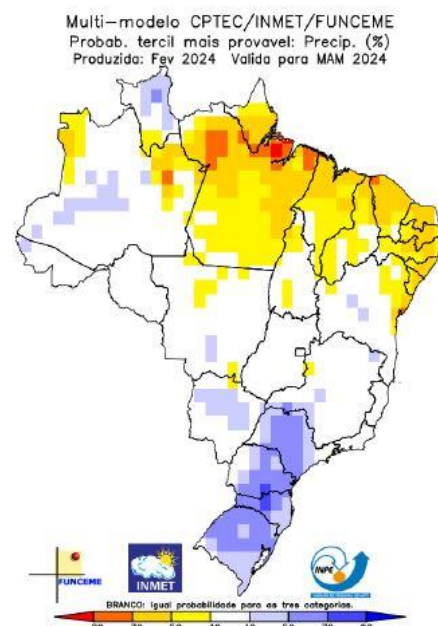 Multi-modelo CPTEC/INMET/FUNCEME
Probab. tercil mais provavel: Precip. (%)
Produzida: Fev 2024 Valida para MAM 2024
FUNCEME
INMET
INPE
BRANCO: Igual probabilidade para as tres categorias.